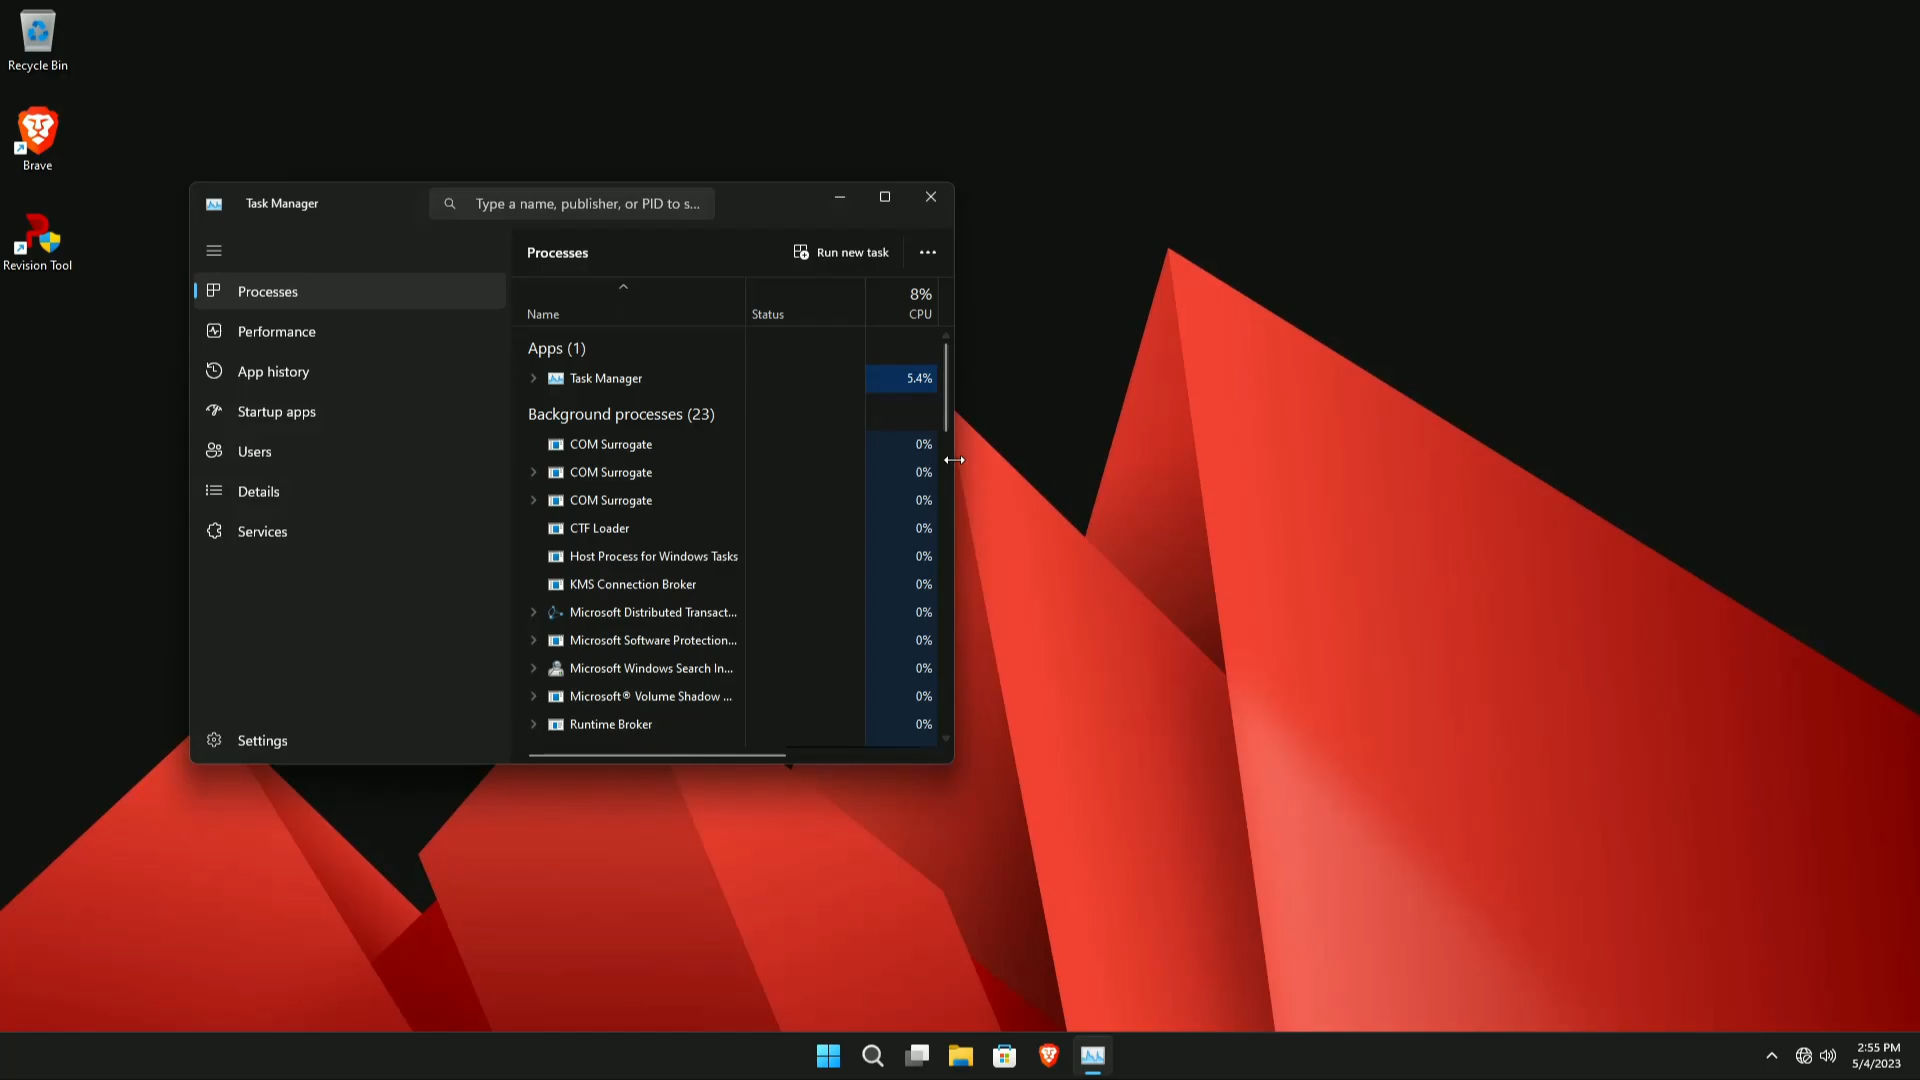 Recycle Bin
Brave
Revision Tool
Task Manager
Type a name, publisher, or PID to s...
Processes
Performance
App history
Startup apps
Users
Details
Services
Settings
Processes
Run new task
8%
Name
Status
CPU
Apps (1)
Task Manager 5.4%
Background processes (23)
COM Surrogate 0%
COM Surrogate 0%
COM Surrogate 0%
CTF Loader 0%
Host Process for Windows Tasks 0%
KMS Connection Broker 0%
Microsoft Distributed Transact... 0%
Microsoft Software Protection... 0%
Microsoft Windows Search In... 0%
Microsoft® Volume Shadow ... 0%
Runtime Broker 0%
2:55 PM
5/4/2023